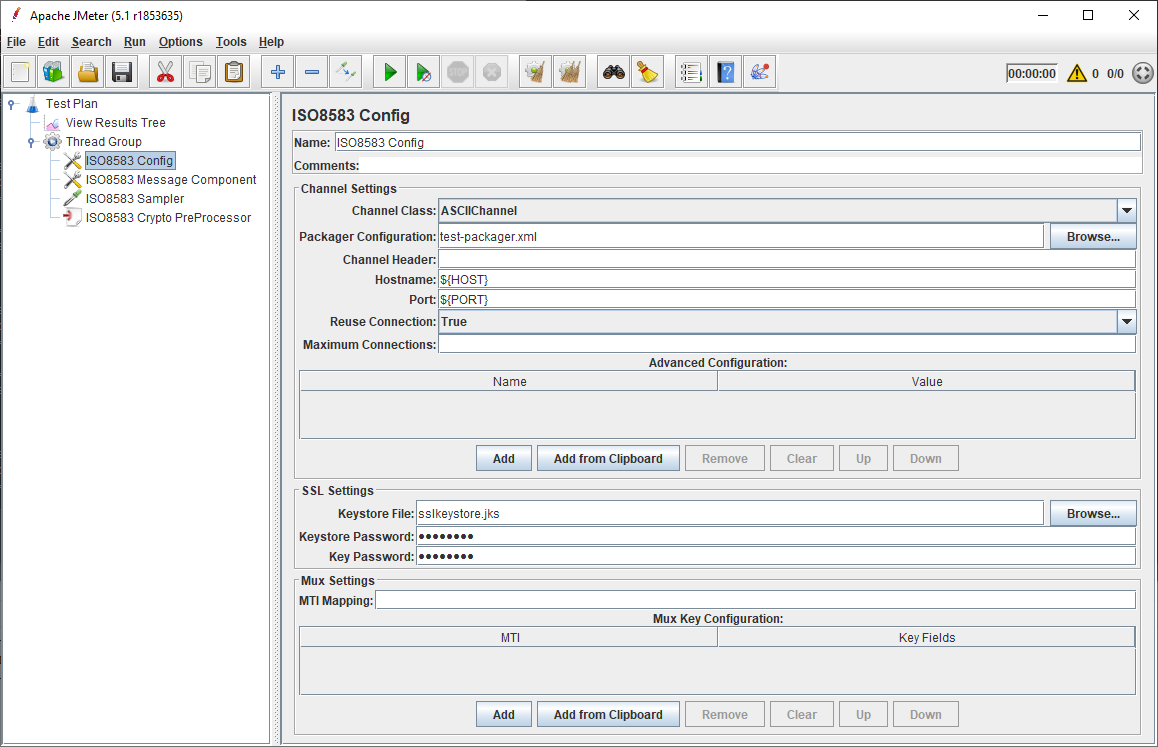 Apache JMeter (5.1 r1853635)
File Edit Search Run Options Tools Help
STOP
00:00:00 0 0/0
Test Plan
View Results Tree
Thread Group
ISO8583 Config
ISO8583 Message Component
ISO8583 Sampler
ISO8583 Crypto PreProcessor
ISO8583 Config
Name: ISO8583 Config
Comments:
Channel Settings
Channel Class: ASCIIChannel
Packager Configuration: test-packager.xml Browse...
Channel Header:
Hostname: ${HOST}
Port: ${PORT}
Reuse Connection: True
Maximum Connections:
Advanced Configuration:
Name Value
Add Add from Clipboard Remove Clear Up Down
SSL Settings
Keystore File: sslkeystore.jks Browse...
Keystore Password: ●●●●●●●●
Key Password: ●●●●●●●●
Mux Settings
MTI Mapping:
Mux Key Configuration:
MTI Key Fields
Add Add from Clipboard Remove Clear Up Down